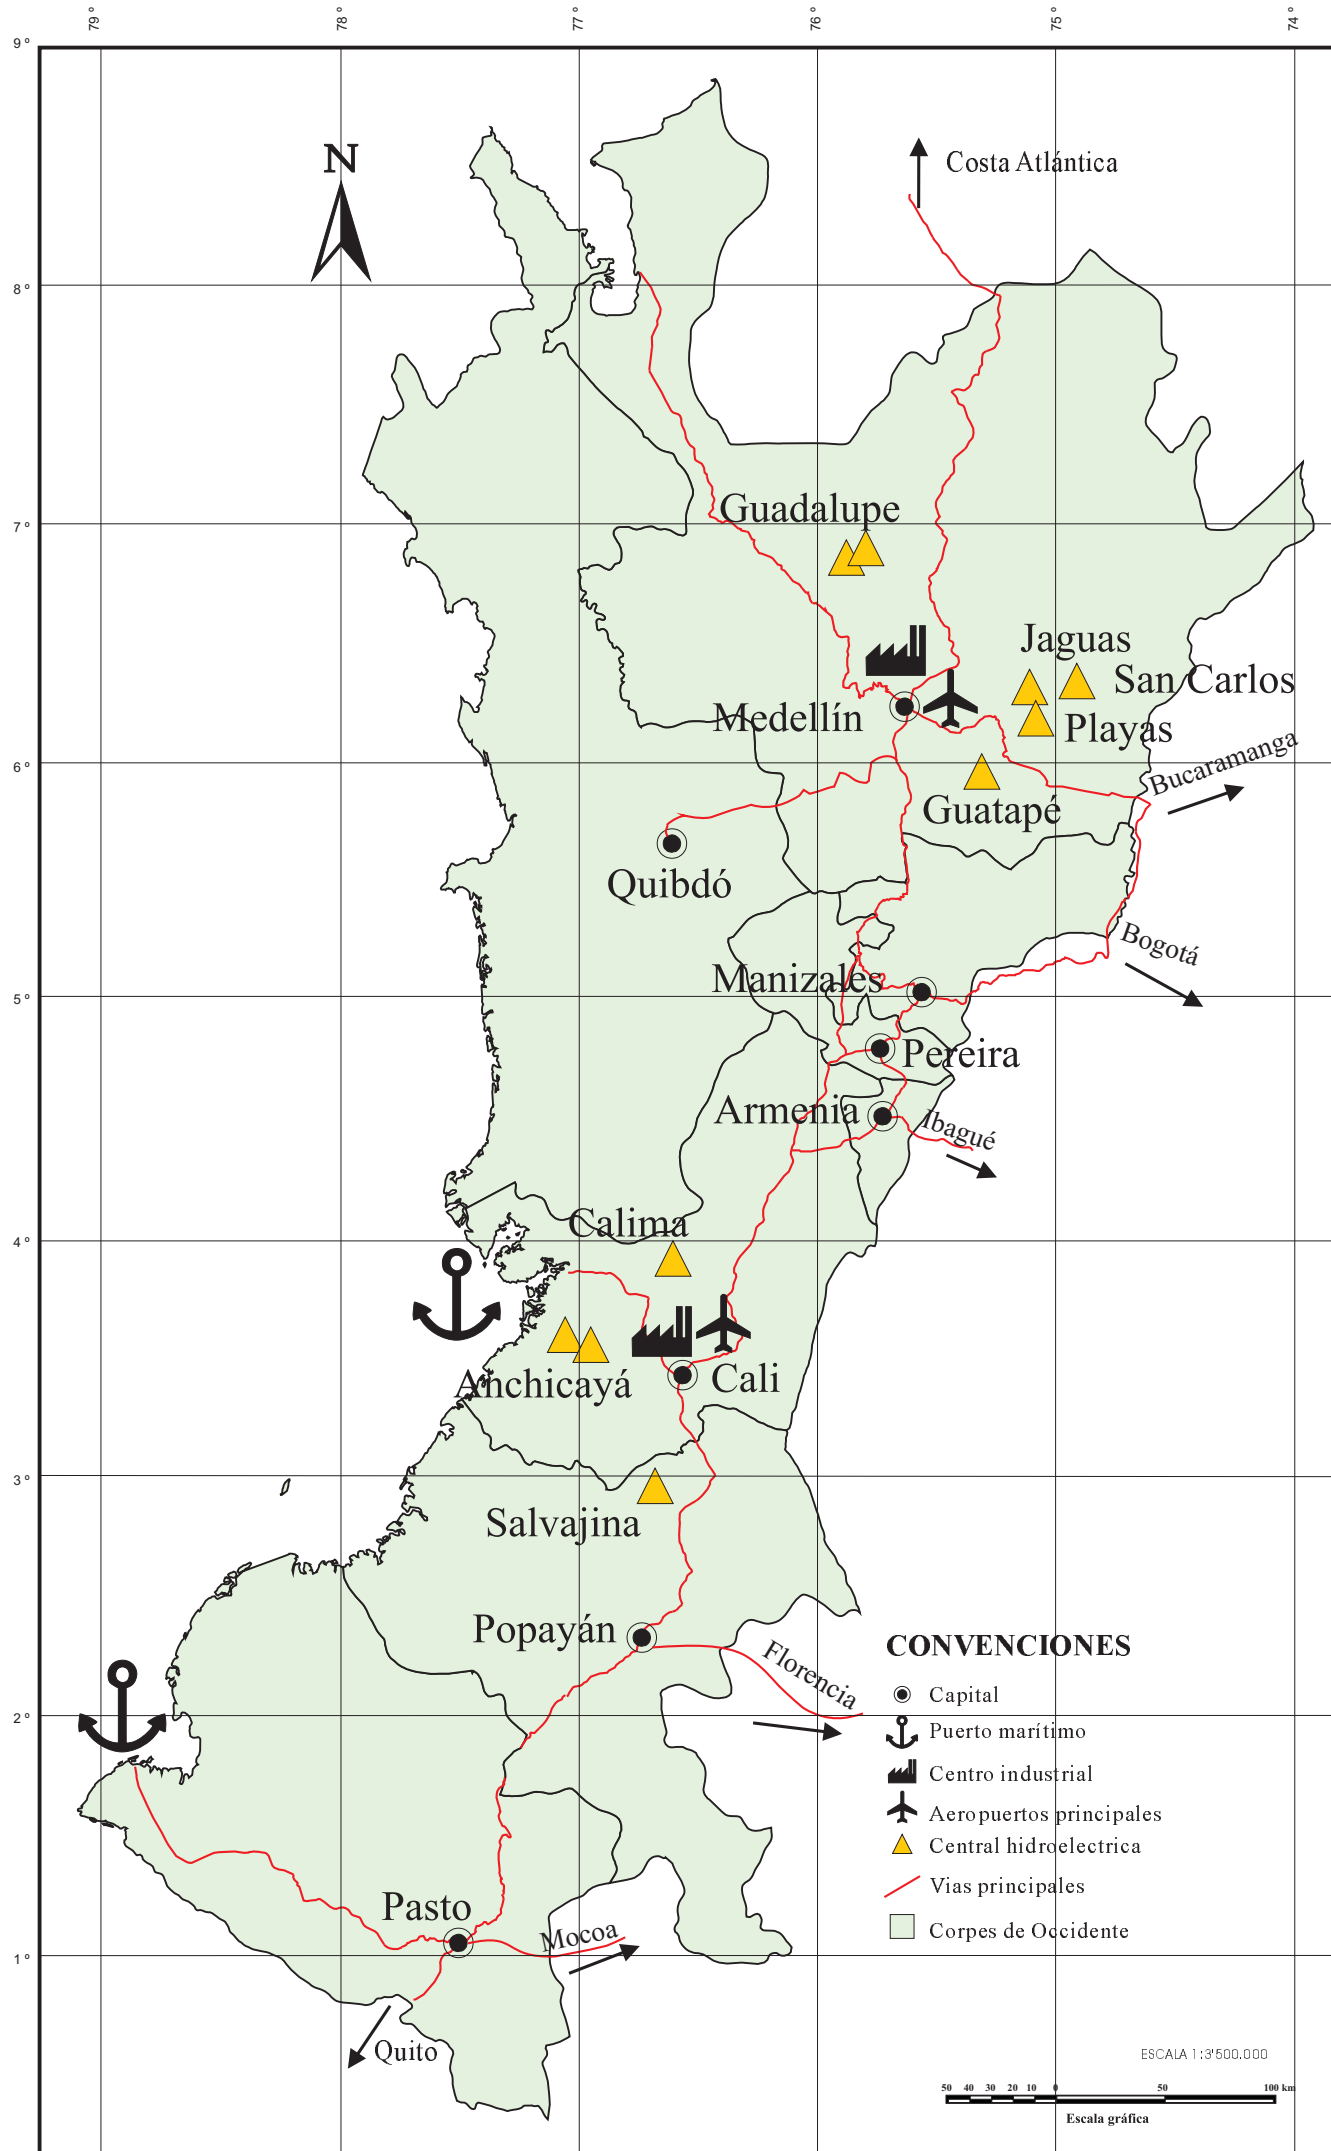 79°
78°
77°
76°
75°
74°
9°
N
Costa Atlántica
8°
Guadalupe
7°
Jaguas
San Carlos
Medellín
Playas
Bucaramanga
6°
Guatapé
Quibdó
Bogotá
Manizales
5°
Pereira
Armenia
Ibagué
Calima
4°
Anchicayá
Cali
3°
Salvajina
Popayán
Florencia
CONVENCIONES
Capital
2°
Puerto marítimo
Centro industrial
Aeropuertos principales
Central hidroelectrica
Vias principales
Pasto
Corpes de Occidente
Mocoa
1°
Quito
ESCALA 1:3'500.000
50 40 30 20 10 0 50 100 km
Escala gráfica